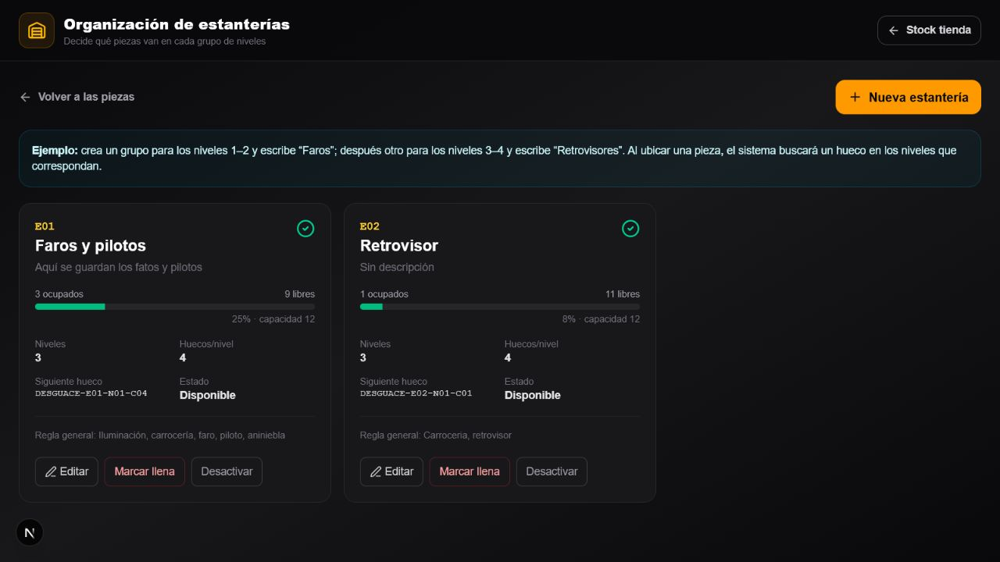 Organización de estanterías
Decide qué piezas van en cada grupo de niveles
Stock tienda
Volver a las piezas
Nueva estantería
Ejemplo: crea un grupo para los niveles 1–2 y escribe “Faros”; después otro para los niveles 3–4 y escribe “Retrovisores”. Al ubicar una pieza, el sistema buscará un hueco en los niveles que
correspondan.
E01
Faros y pilotos
Aquí se guardan los fatos y pilotos
3 ocupados 9 libres
25% · capacidad 12
Niveles Huecos/nivel
3 4
Siguiente hueco Estado
DESGUACE-E01-N01-C04 Disponible
Regla general: Iluminación, carrocería, faro, piloto, aniniebla
Editar Marcar llena Desactivar
E02
Retrovisor
Sin descripción
1 ocupados 11 libres
8% · capacidad 12
Niveles Huecos/nivel
3 4
Siguiente hueco Estado
DESGUACE-E02-N01-C01 Disponible
Regla general: Carroceria, retrovisor
Editar Marcar llena Desactivar
N